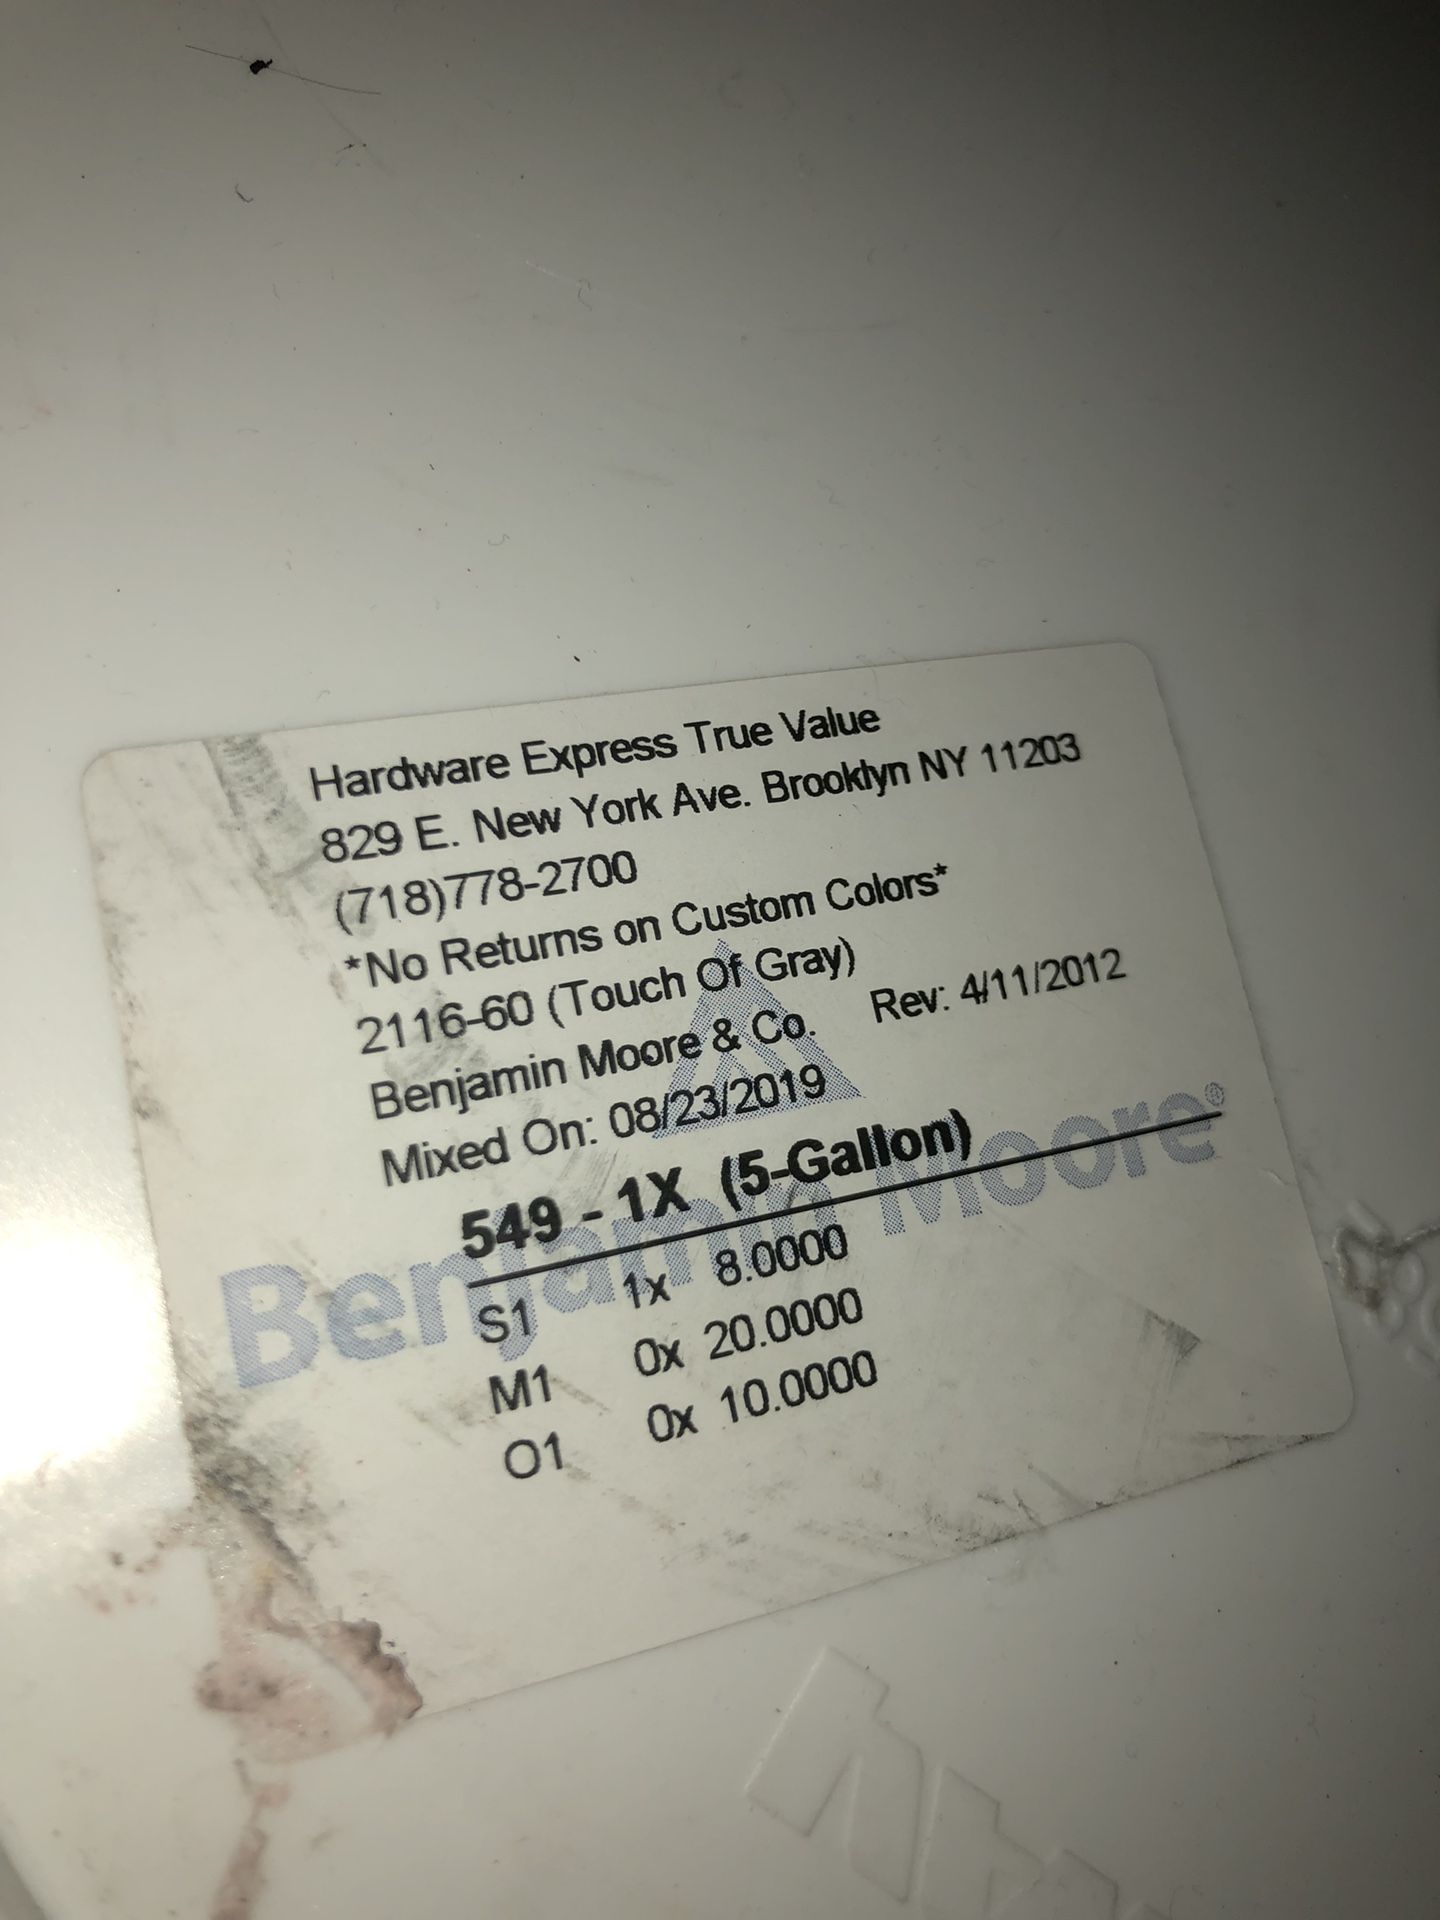 Hardware Express True Value
829 E. New York Ave. Brooklyn NY 11203
(718)778-2700
*No Returns on Custom Colors*
2116-60 (Touch Of Gray)
Benjamin Moore & Co. Rev: 4/11/2012
Mixed On: 08/23/2019
549 - 1X (5-Gallon)
Benjamin Moore®
S1 1x 8.0000
M1 0x 20.0000
O1 0x 10.0000